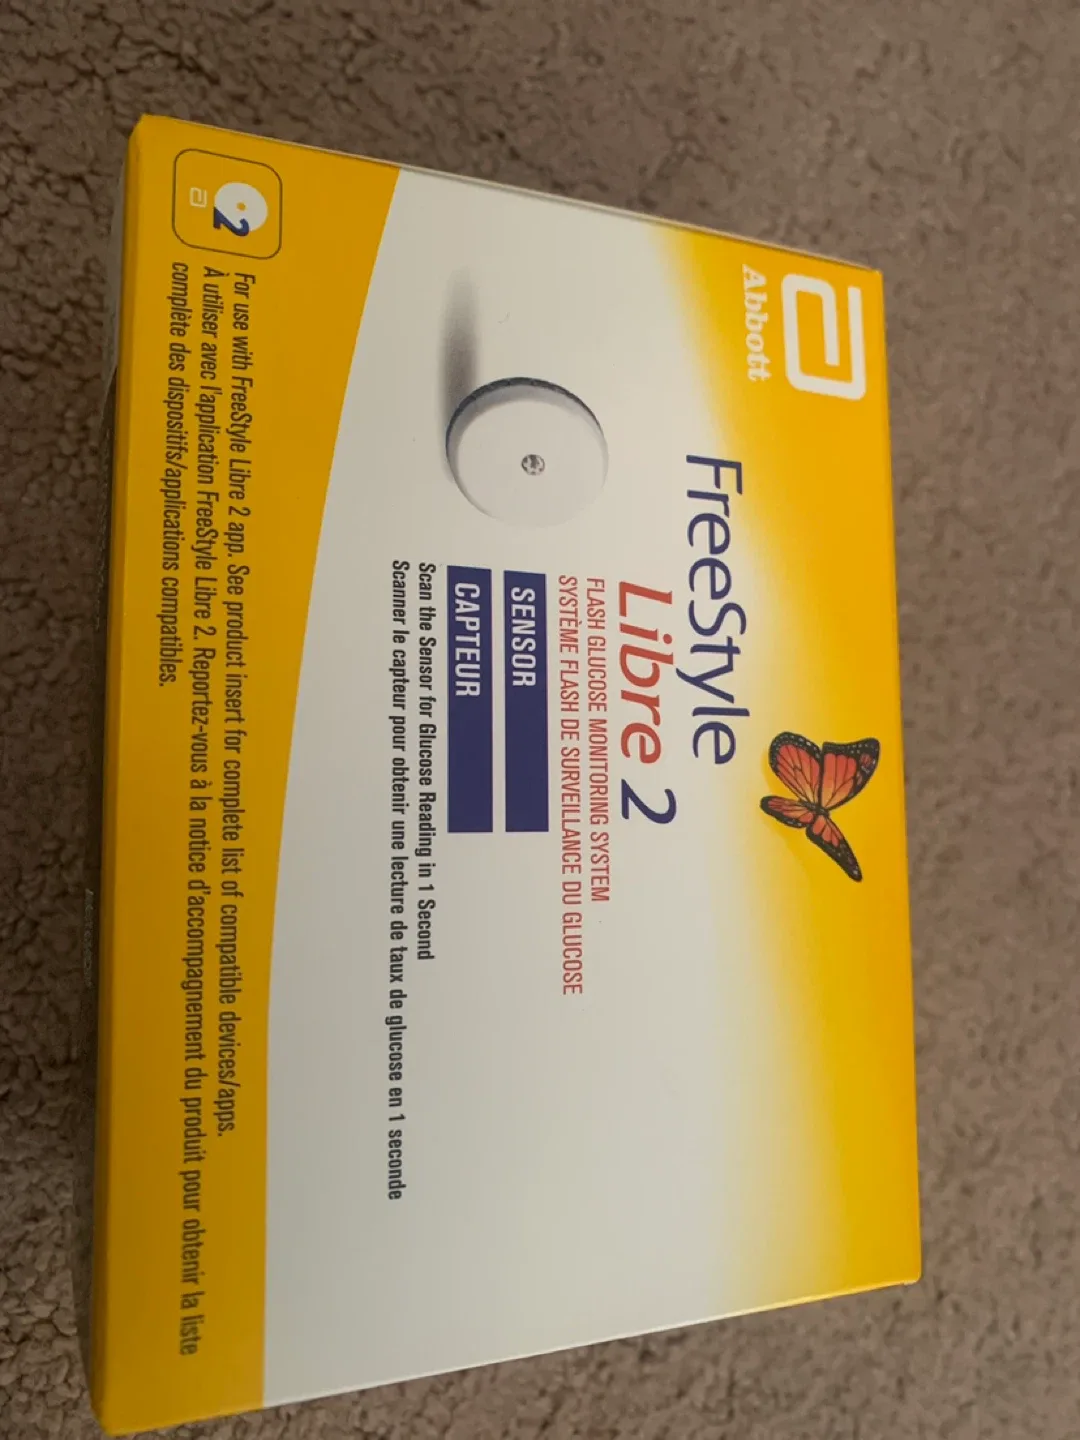 Abbott
FreeStyle
Libre 2
FLASH GLUCOSE MONITORING SYSTEM
SYSTÈME FLASH DE SURVEILLANCE DU GLUCOSE
SENSOR
CAPTEUR
Scan the Sensor for Glucose Reading in 1 Second
Scanner le capteur pour obtenir une lecture de taux de glucose en 1 seconde
2
For use with FreeStyle Libre 2 app. See product insert for complete list of compatible devices/apps.
À utiliser avec l'application FreeStyle Libre 2. Reportez-vous à la notice d'accompagnement du produit pour obtenir la liste
complète des dispositifs/applications compatibles.